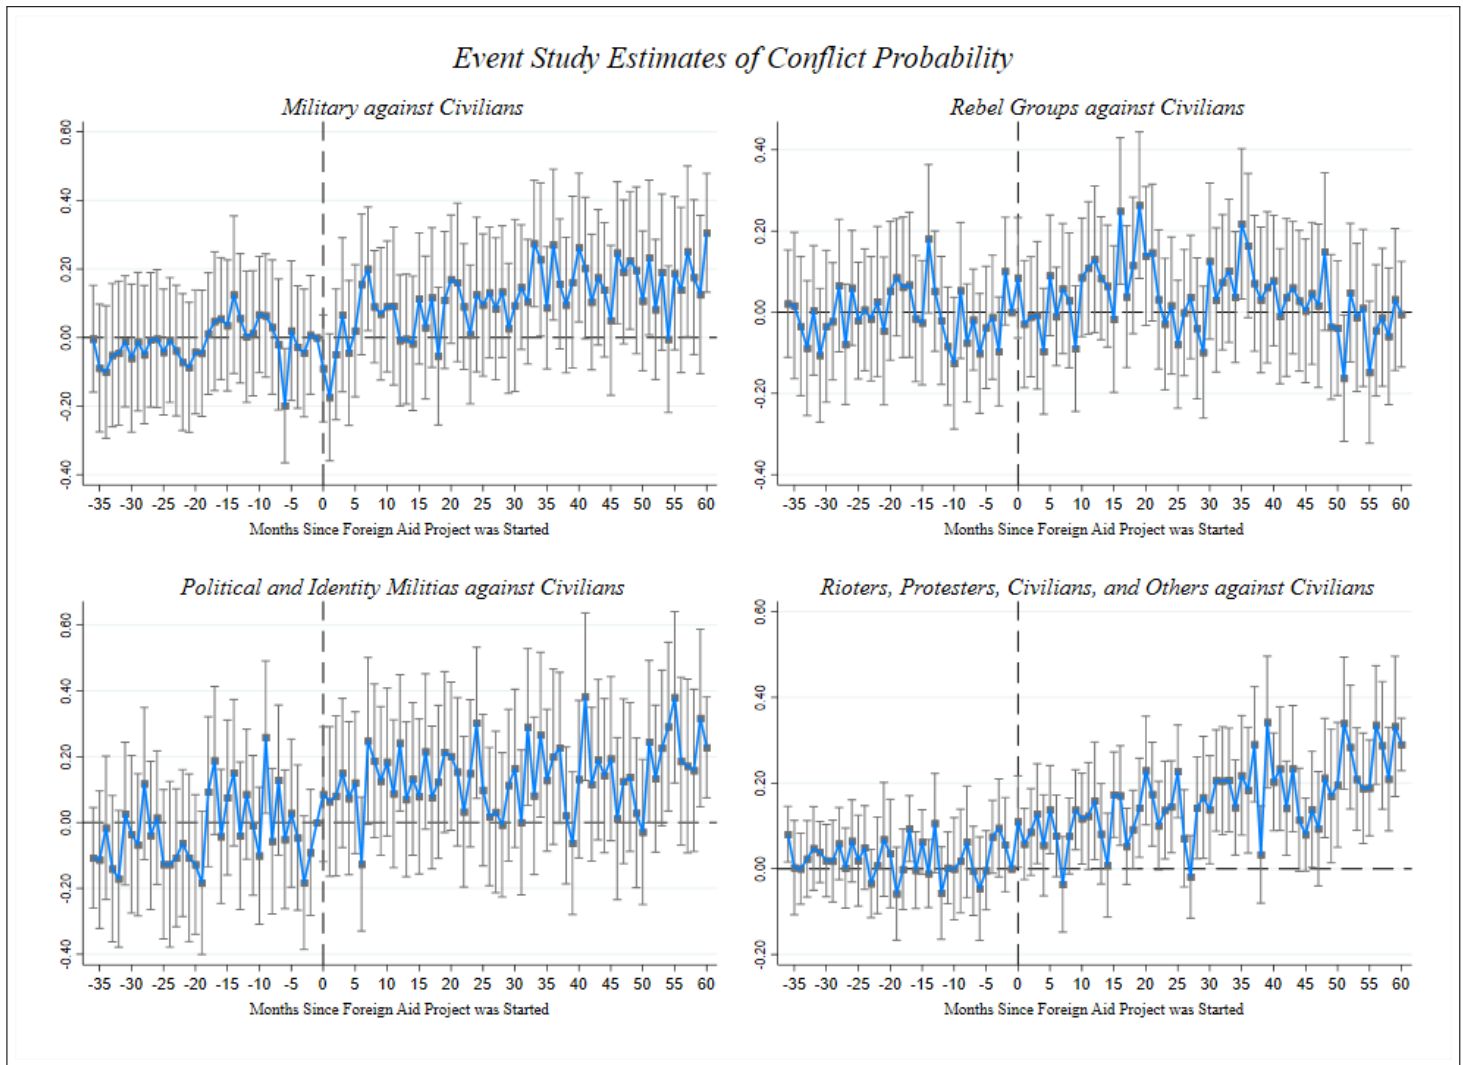 Event Study Estimates of Conflict Probability
Military against Civilians
0.60
0.40
0.20
0.00
-0.20
-0.40
-35 -30 -25 -20 -15 -10 -5 0 5 10 15 20 25 30 35 40 45 50 55 60
Months Since Foreign Aid Project was Started
Rebel Groups against Civilians
0.40
0.20
0.00
-0.20
-0.40
-35 -30 -25 -20 -15 -10 -5 0 5 10 15 20 25 30 35 40 45 50 55 60
Months Since Foreign Aid Project was Started
Political and Identity Militias against Civilians
0.60
0.40
0.20
0.00
-0.20
-0.40
-35 -30 -25 -20 -15 -10 -5 0 5 10 15 20 25 30 35 40 45 50 55 60
Months Since Foreign Aid Project was Started
Rioters, Protesters, Civilians, and Others against Civilians
0.60
0.40
0.20
0.00
-0.20
-35 -30 -25 -20 -15 -10 -5 0 5 10 15 20 25 30 35 40 45 50 55 60
Months Since Foreign Aid Project was Started